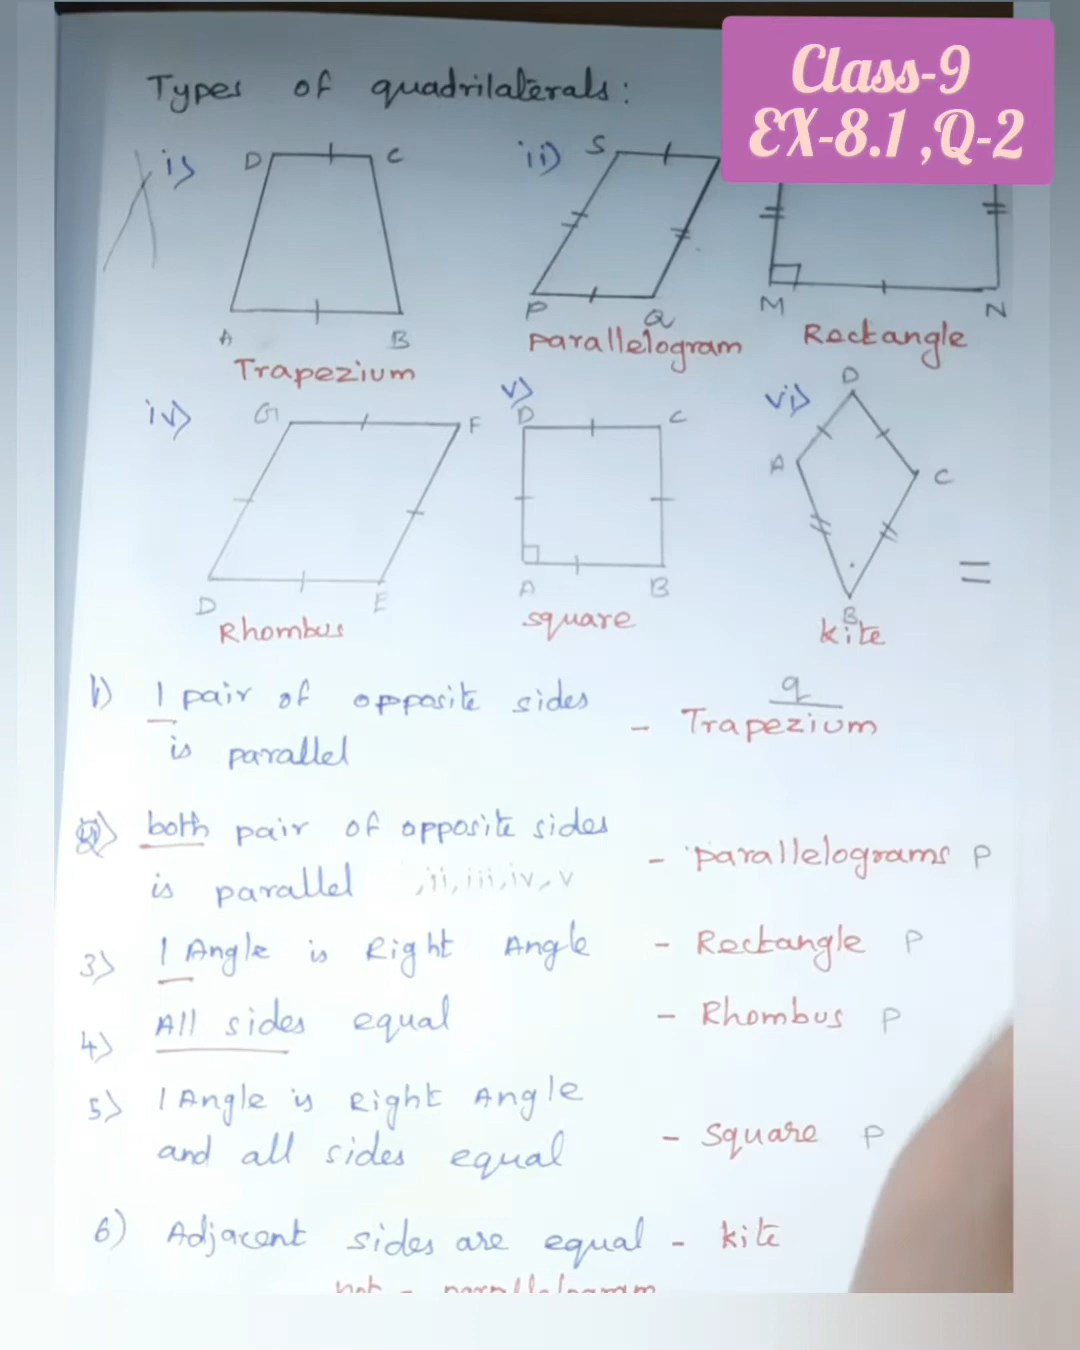 Class-9
EX-8.1 ,Q-2
Types of quadrilaterals:
i) D C
A B
Trapezium
ii) S
P Q
parallelogram
M N
Rectangle
iv) G F
D E
Rhombus
v) D C
A B
square
vi) D
A C
B
kite
=
q
1) 1 pair of opposite sides
is parallel - Trapezium
both pair of opposite sides
is parallel ,ii,iii,iv,v - parallelograms P
3) 1 Angle is Right Angle - Rectangle P
4) All sides equal - Rhombus P
5) 1 Angle is Right Angle
and all sides equal - Square P
6) Adjacent sides are equal - kite
not - parallelogram